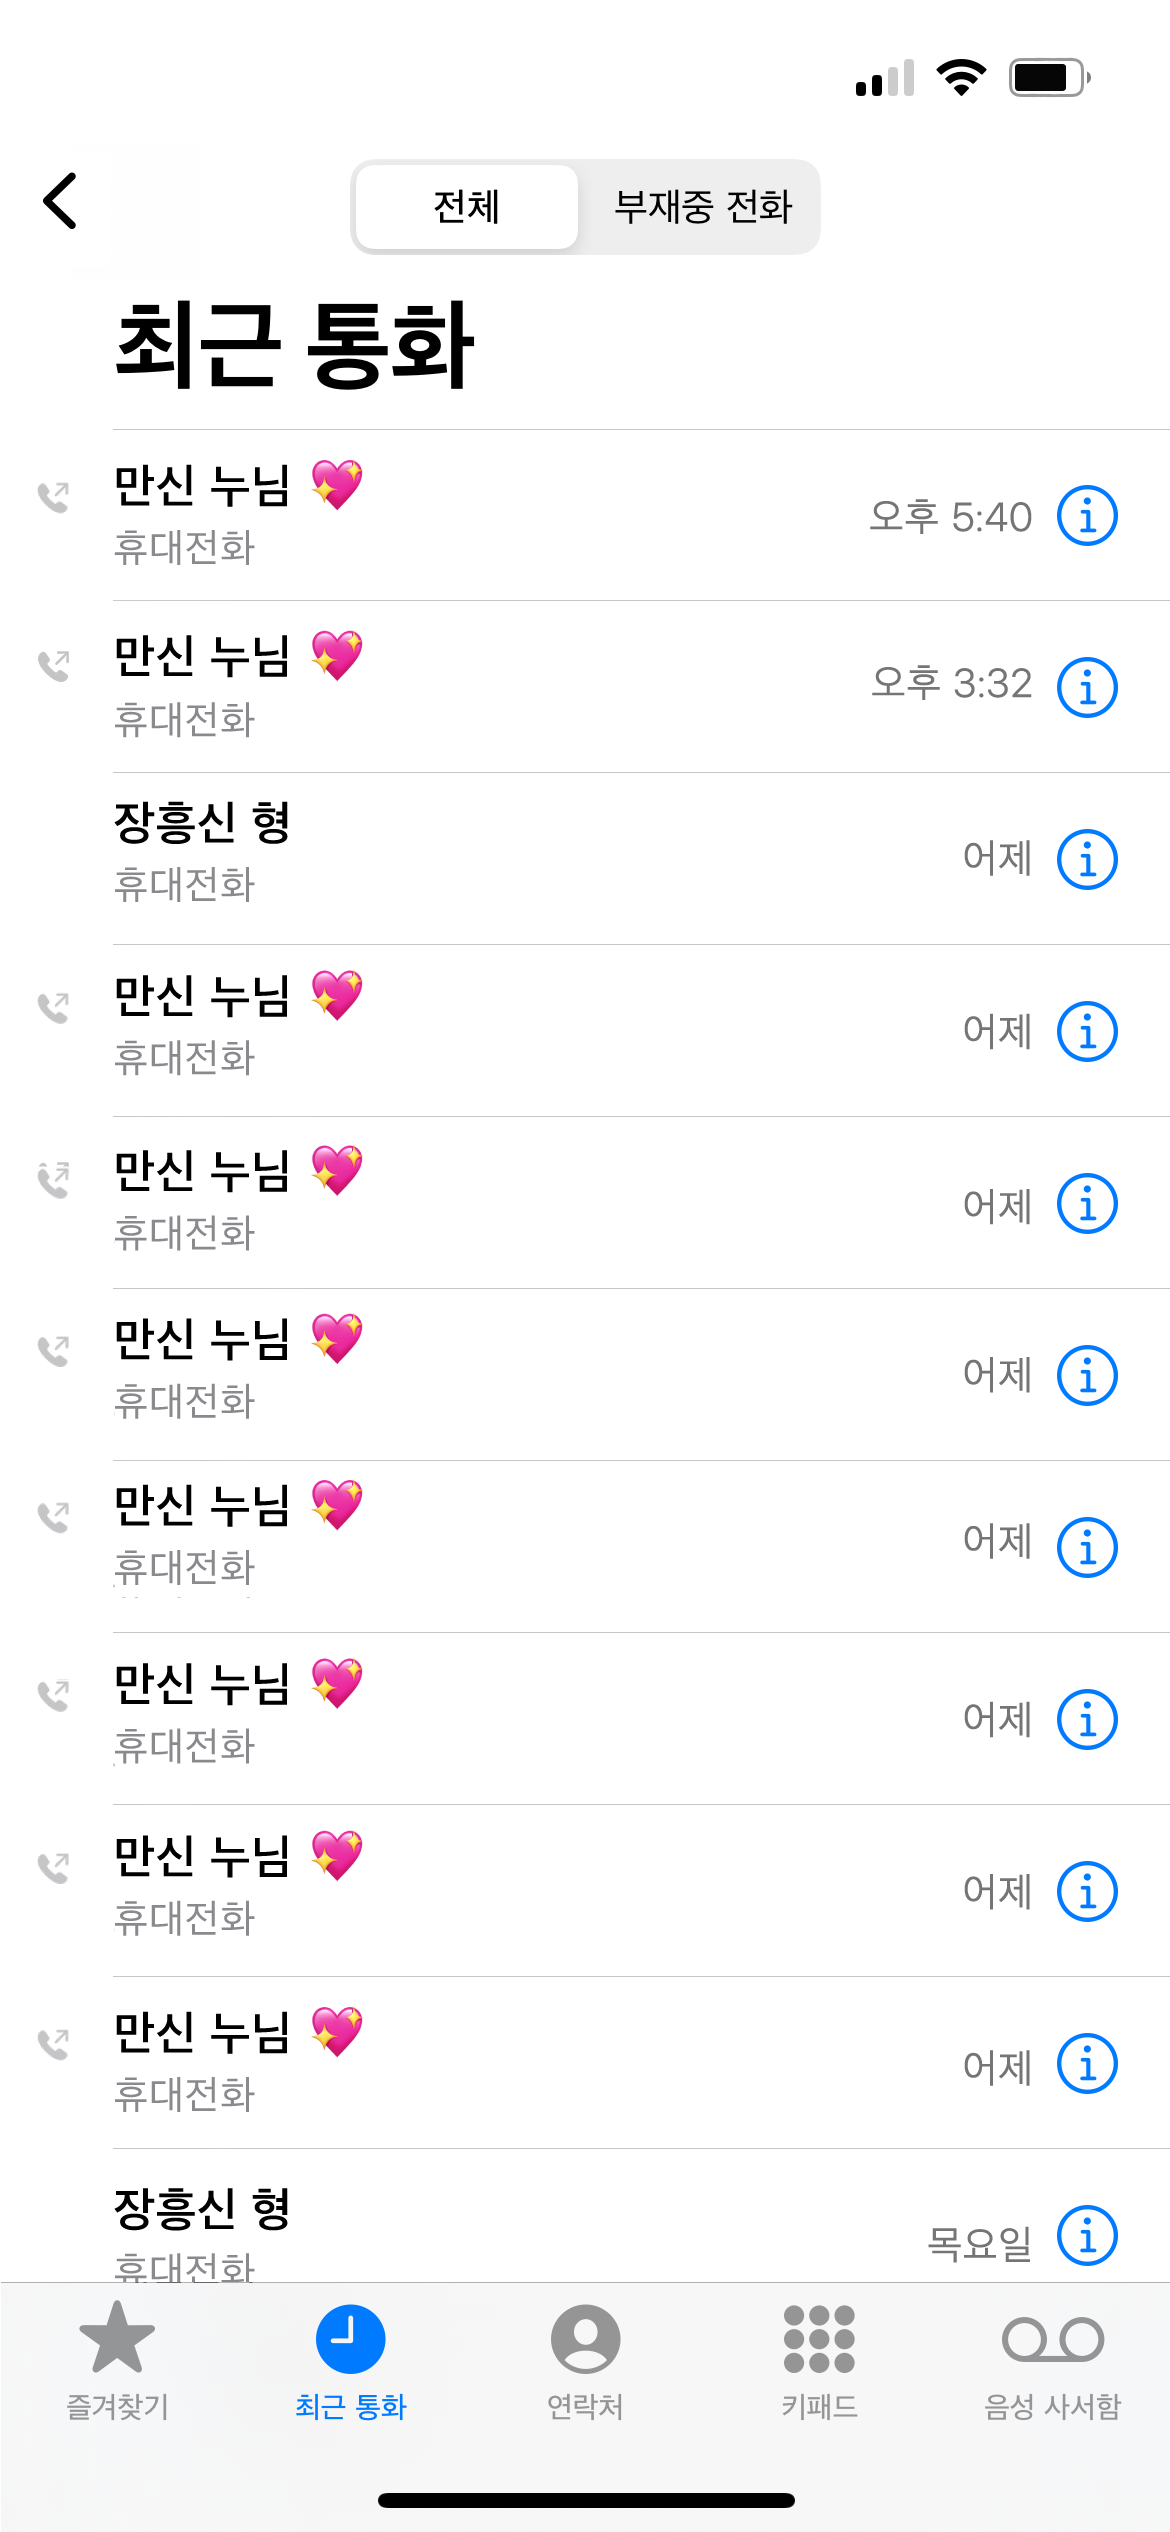 전체 부재중 전화
최근 통화
만신 누님 💖
휴대전화
오후 5:40
만신 누님 💖
휴대전화
오후 3:32
장흥신 형
휴대전화
어제
만신 누님 💖
휴대전화
어제
만신 누님 💖
휴대전화
어제
만신 누님 💖
휴대전화
어제
만신 누님 💖
휴대전화
어제
만신 누님 💖
휴대전화
어제
만신 누님 💖
휴대전화
어제
만신 누님 💖
휴대전화
어제
장흥신 형
휴대전화
목요일
즐겨찾기 최근 통화 연락처 키패드 음성 사서함